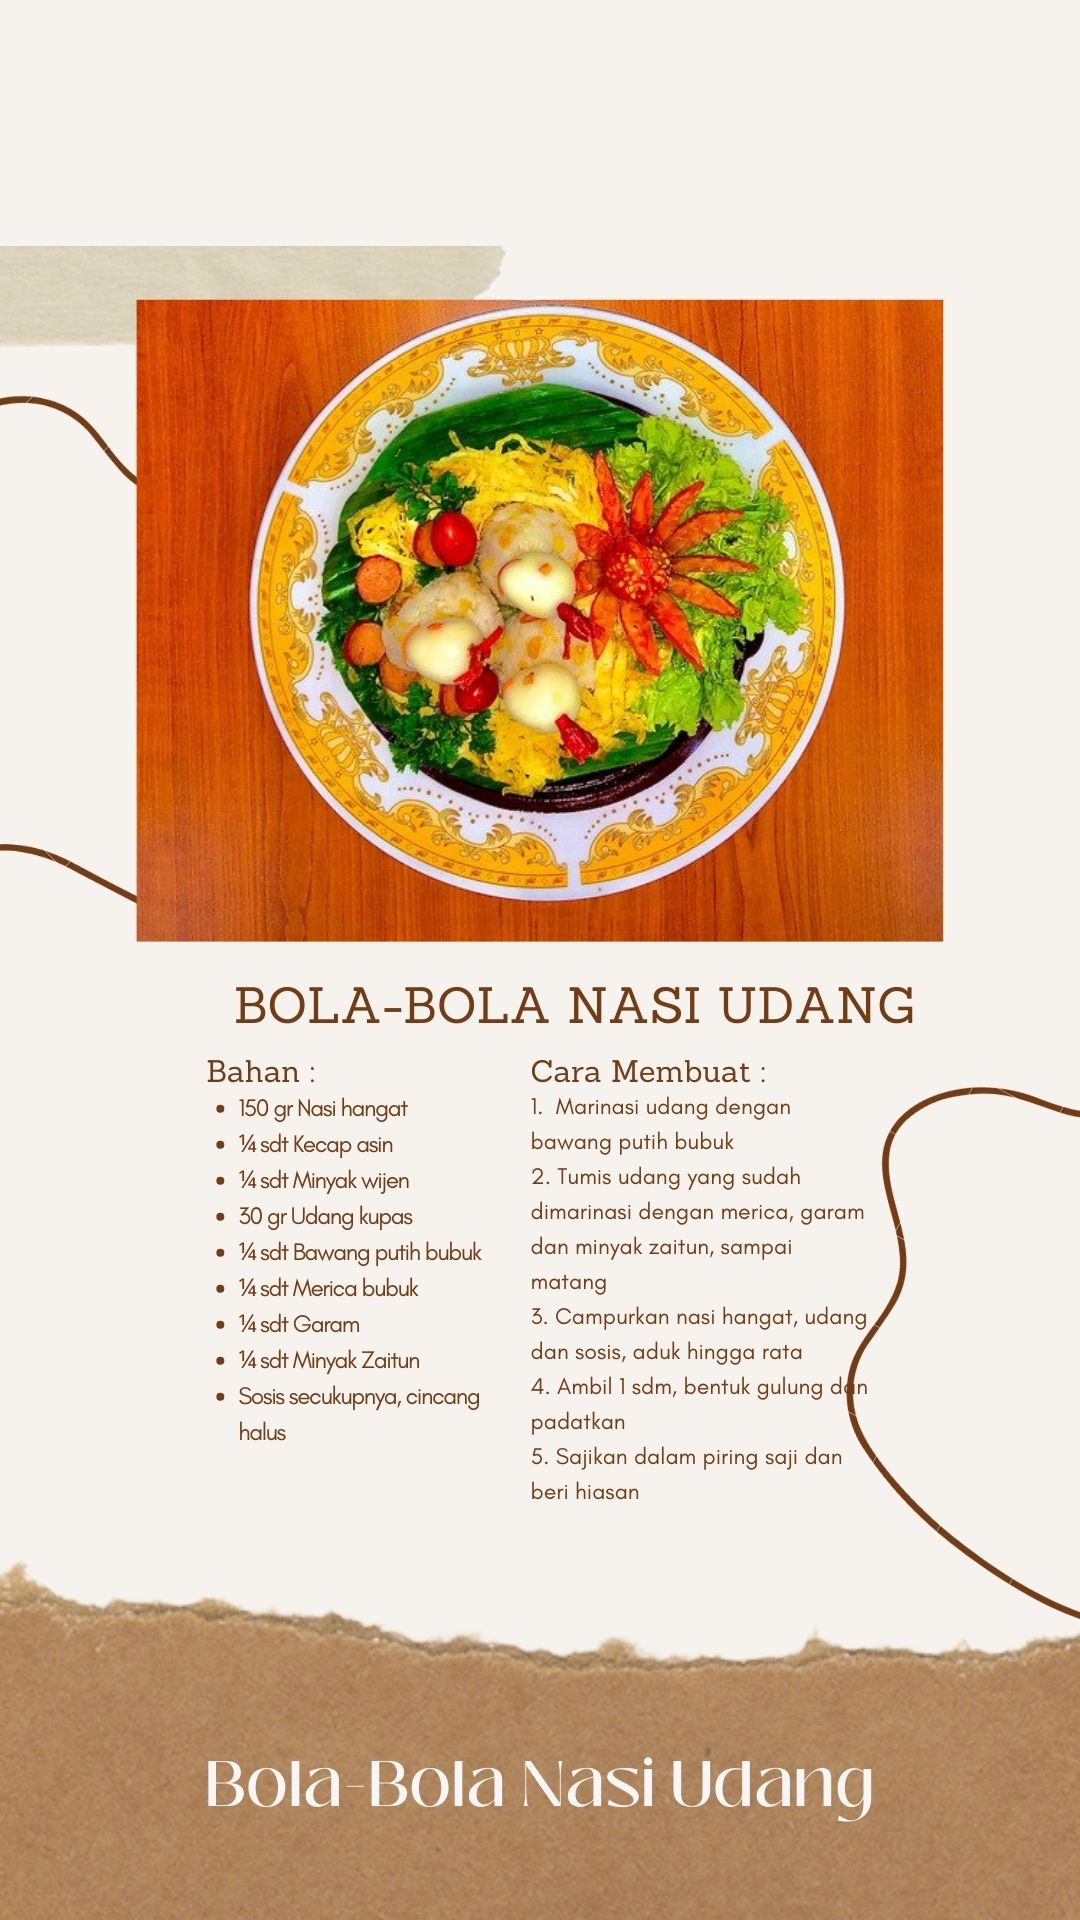 BOLA-BOLA NASI UDANG
Bahan :
150 gr Nasi hangat
¼ sdt Kecap asin
¼ sdt Minyak wijen
30 gr Udang kupas
¼ sdt Bawang putih bubuk
¼ sdt Merica bubuk
¼ sdt Garam
¼ sdt Minyak Zaitun
Sosis secukupnya, cincang
halus
Cara Membuat :
1. Marinasi udang dengan
bawang putih bubuk
2. Tumis udang yang sudah
dimarinasi dengan merica, garam
dan minyak zaitun, sampai
matang
3. Campurkan nasi hangat, udang
dan sosis, aduk hingga rata
4. Ambil 1 sdm, bentuk gulung dan
padatkan
5. Sajikan dalam piring saji dan
beri hiasan
Bola-Bola Nasi Udang